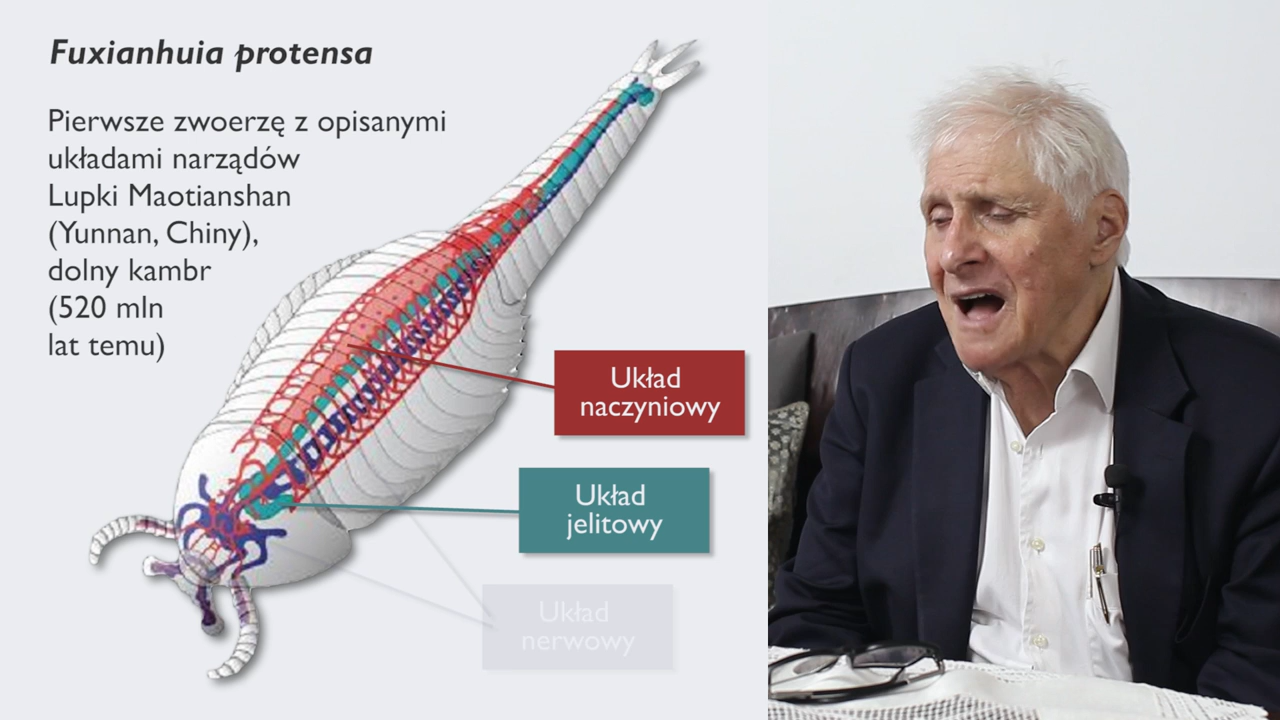 Fuxianhuia protensa
Pierwsze zwoerzę z opisanymi
układami narządów
Lupki Maotianshan
(Yunnan, Chiny),
dolny kambr
(520 mln
lat temu)
Układ
naczyniowy
Układ
jelitowy
Układ
nerwowy